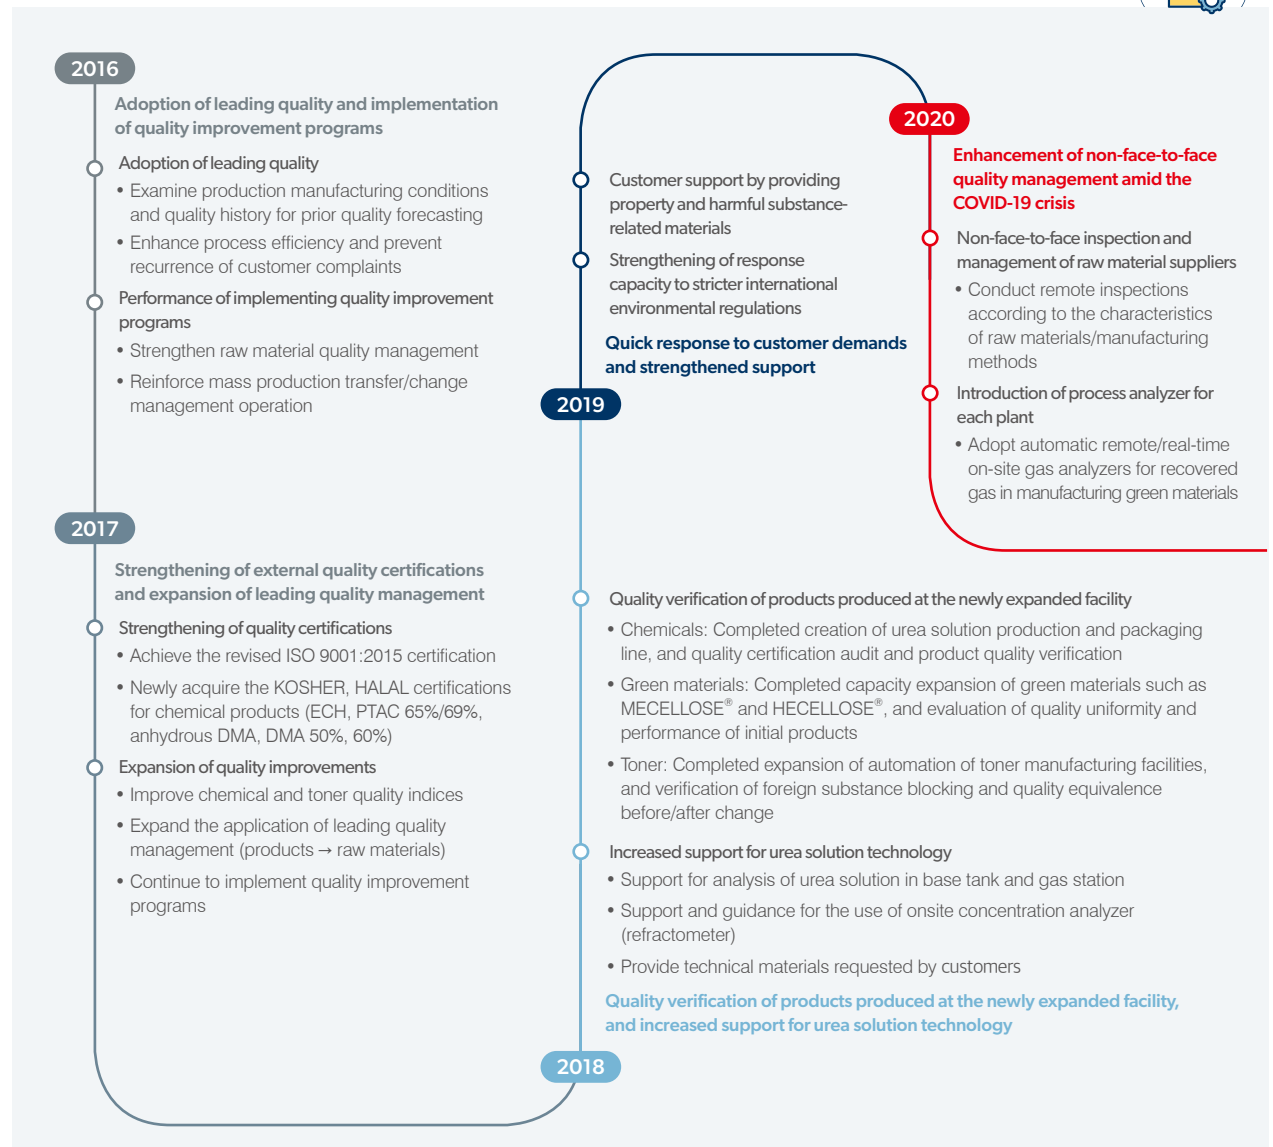 2016
Adoption of leading quality and implementation
of quality improvement programs
Adoption of leading quality
• Examine production manufacturing conditions
and quality history for prior quality forecasting
• Enhance process efficiency and prevent
recurrence of customer complaints
Performance of implementing quality improvement
programs
• Strengthen raw material quality management
• Reinforce mass production transfer/change
management operation
2017
Strengthening of external quality certifications
and expansion of leading quality management
Strengthening of quality certifications
• Achieve the revised ISO 9001:2015 certification
• Newly acquire the KOSHER, HALAL certifications
for chemical products (ECH, PTAC 65%/69%,
anhydrous DMA, DMA 50%, 60%)
Expansion of quality improvements
• Improve chemical and toner quality indices
• Expand the application of leading quality
management (products → raw materials)
• Continue to implement quality improvement
programs
Customer support by providing
property and harmful substance-
related materials
Strengthening of response
capacity to stricter international
environmental regulations
Quick response to customer demands
and strengthened support
2019
Quality verification of products produced at the newly expanded facility
• Chemicals: Completed creation of urea solution production and packaging
line, and quality certification audit and product quality verification
• Green materials: Completed capacity expansion of green materials such as
MECELLOSE® and HECELLOSE®, and evaluation of quality uniformity and
performance of initial products
• Toner: Completed expansion of automation of toner manufacturing facilities,
and verification of foreign substance blocking and quality equivalence
before/after change
Increased support for urea solution technology
• Support for analysis of urea solution in base tank and gas station
• Support and guidance for the use of onsite concentration analyzer
(refractometer)
• Provide technical materials requested by customers
Quality verification of products produced at the newly expanded facility,
and increased support for urea solution technology
2018
2020
Enhancement of non-face-to-face
quality management amid the
COVID-19 crisis
Non-face-to-face inspection and
management of raw material suppliers
• Conduct remote inspections
according to the characteristics
of raw materials/manufacturing
methods
Introduction of process analyzer for
each plant
• Adopt automatic remote/real-time
on-site gas analyzers for recovered
gas in manufacturing green materials